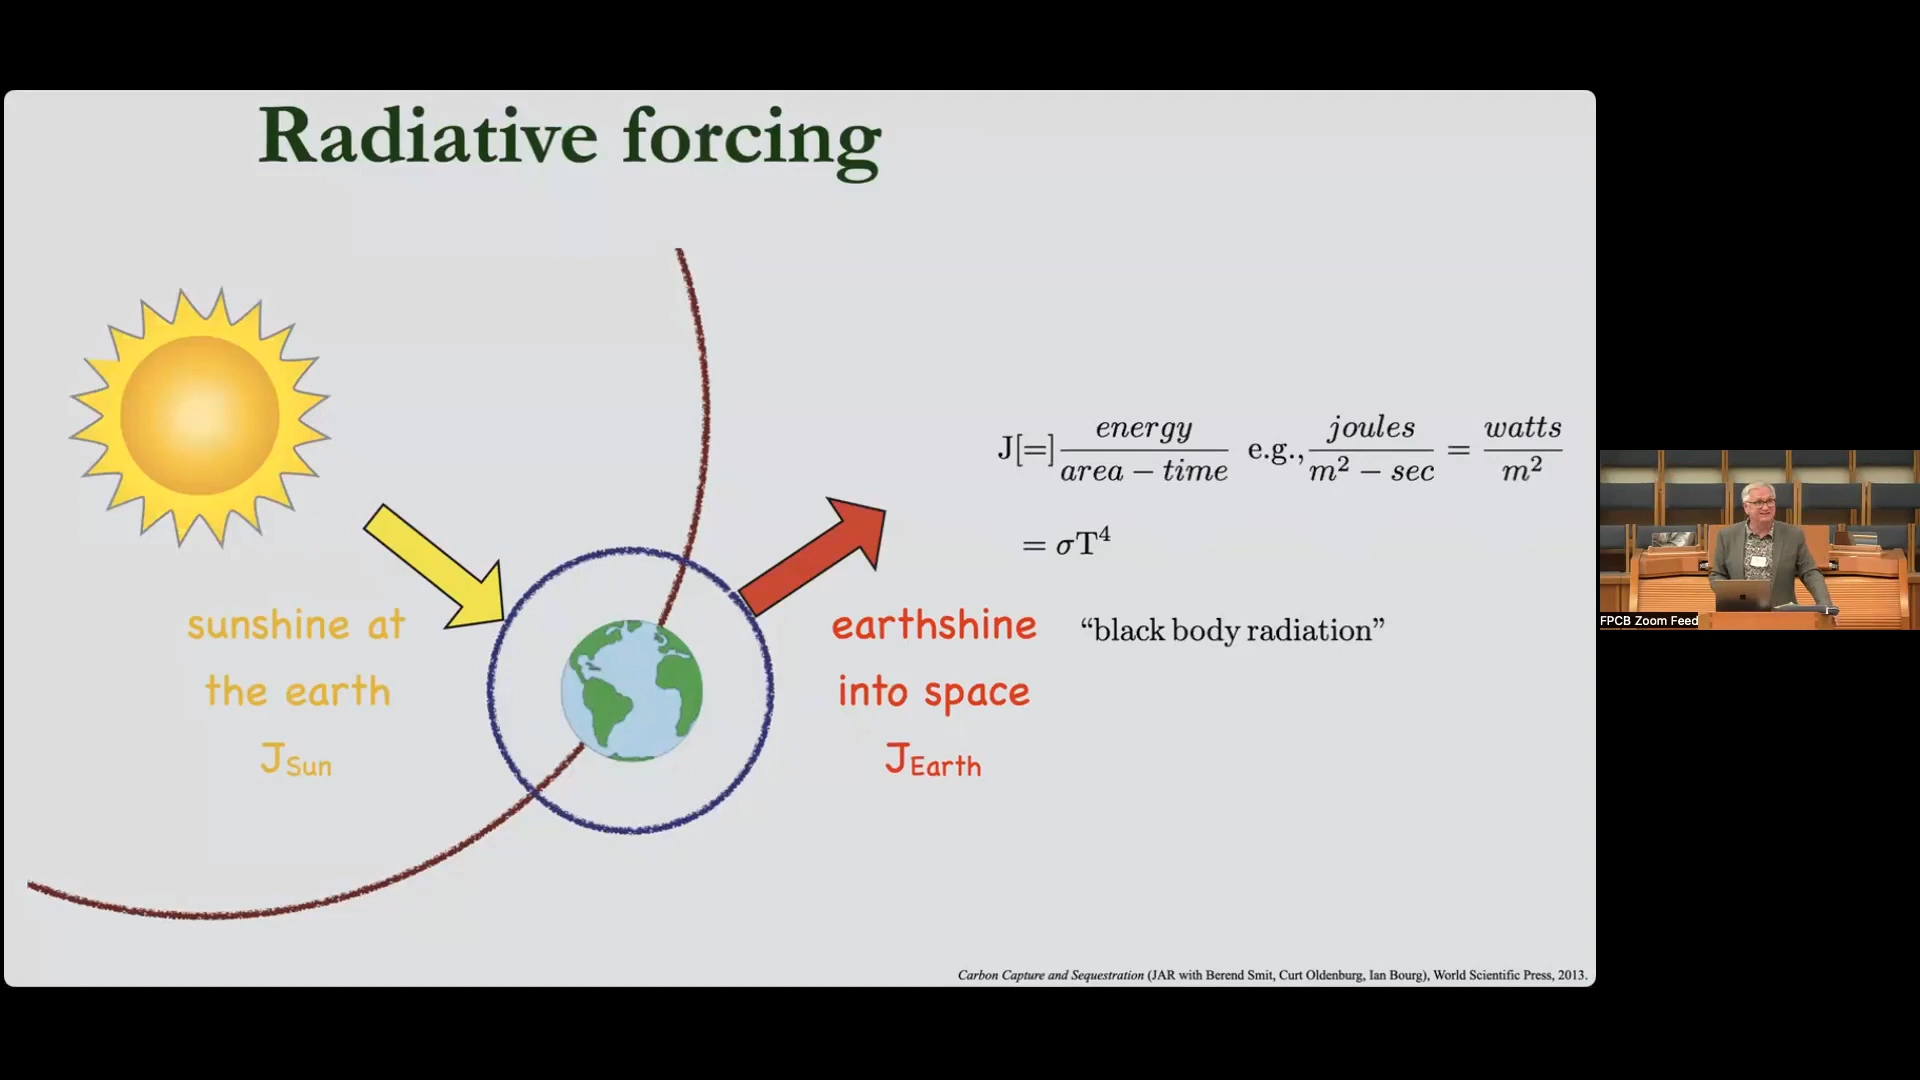 Radiative forcing
sunshine at
the earth
J_Sun
earthshine
into space
J_Earth
J[=] energy / area − time e.g., joules / m² − sec = watts / m²
= σT⁴
“black body radiation”
Carbon Capture and Sequestration (JAR with Berend Smit, Curt Oldenburg, Ian Bourg), World Scientific Press, 2013.
FPCB Zoom Feed